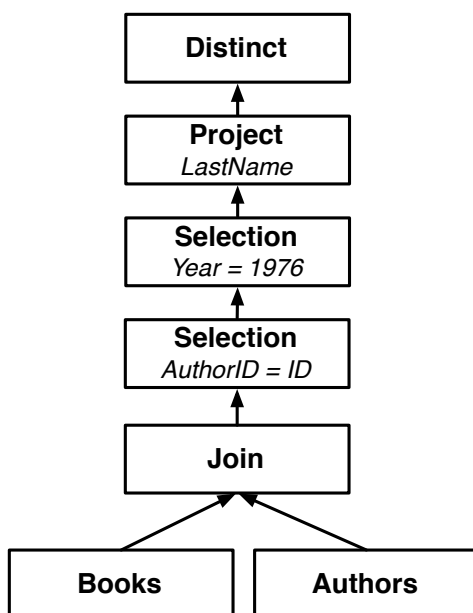 Distinct
Project
LastName
Selection
Year = 1976
Selection
AuthorID = ID
Join
Books
Authors